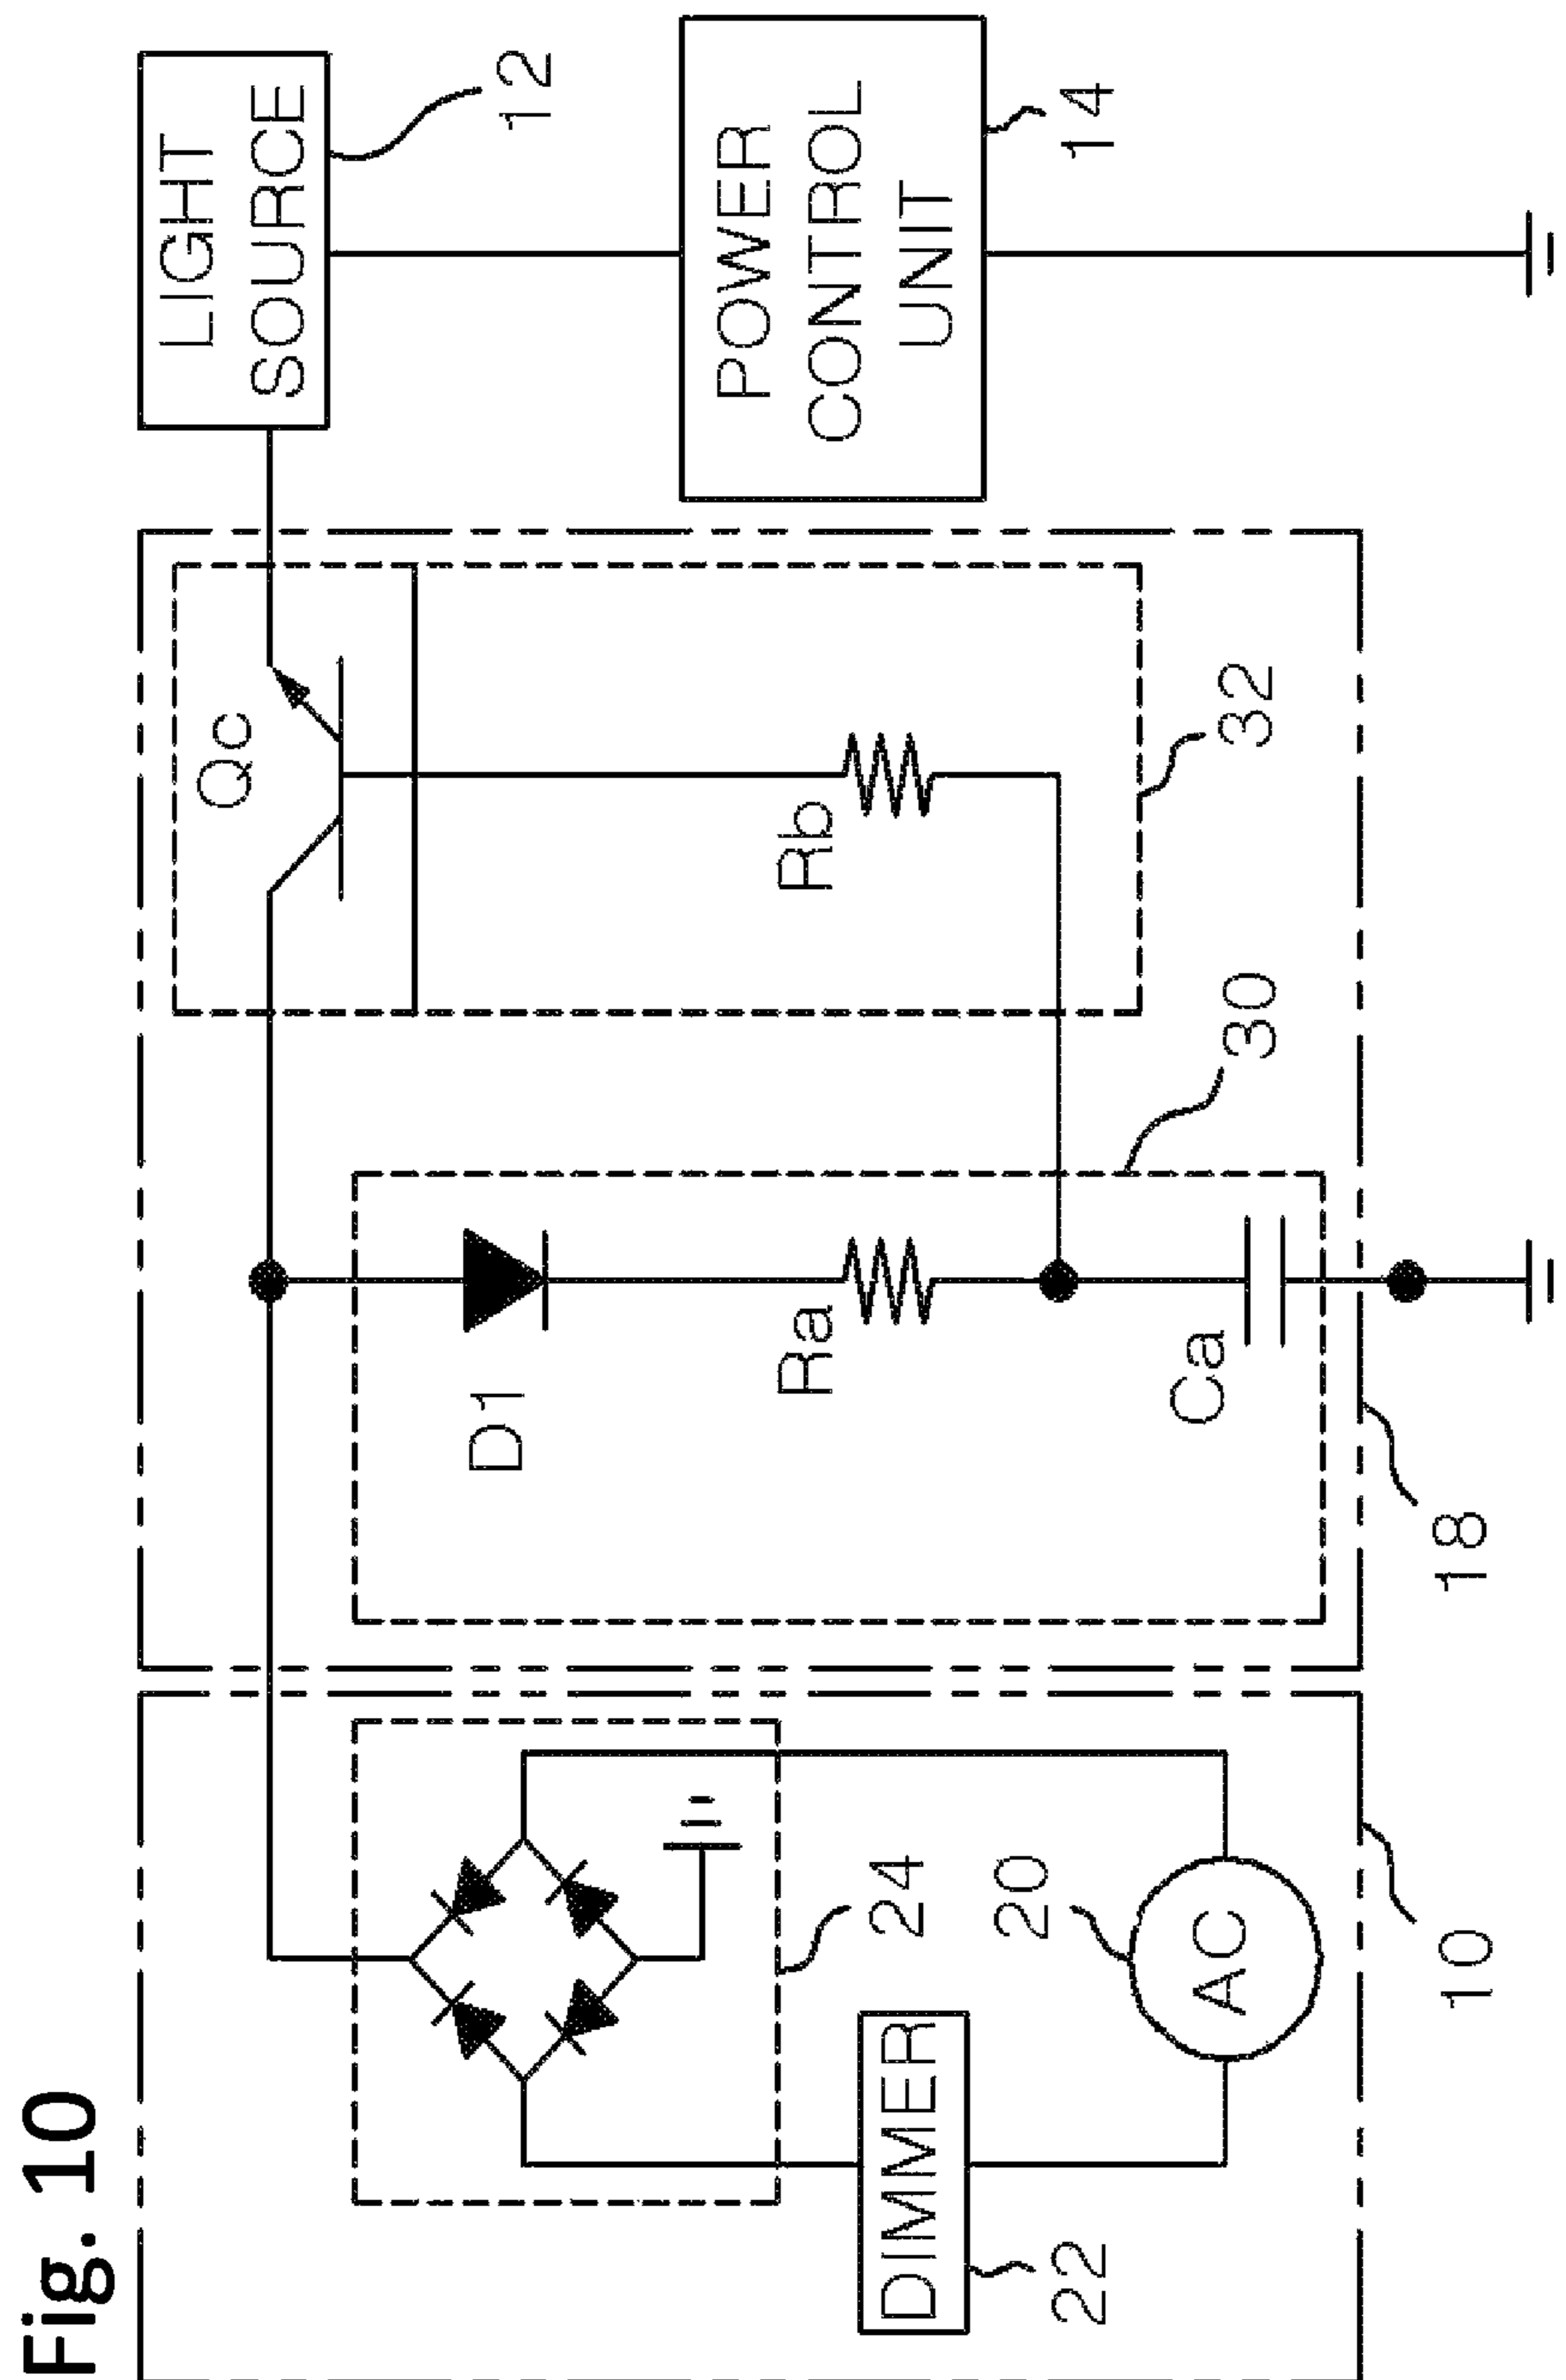 Fig. 10
LIGHT
SOURCE
12
Qc
POWER
CONTROL
UNIT
14
D1
Ra
Rb
32
30
Ca
18
24
DIMMER
22
20
AC
10